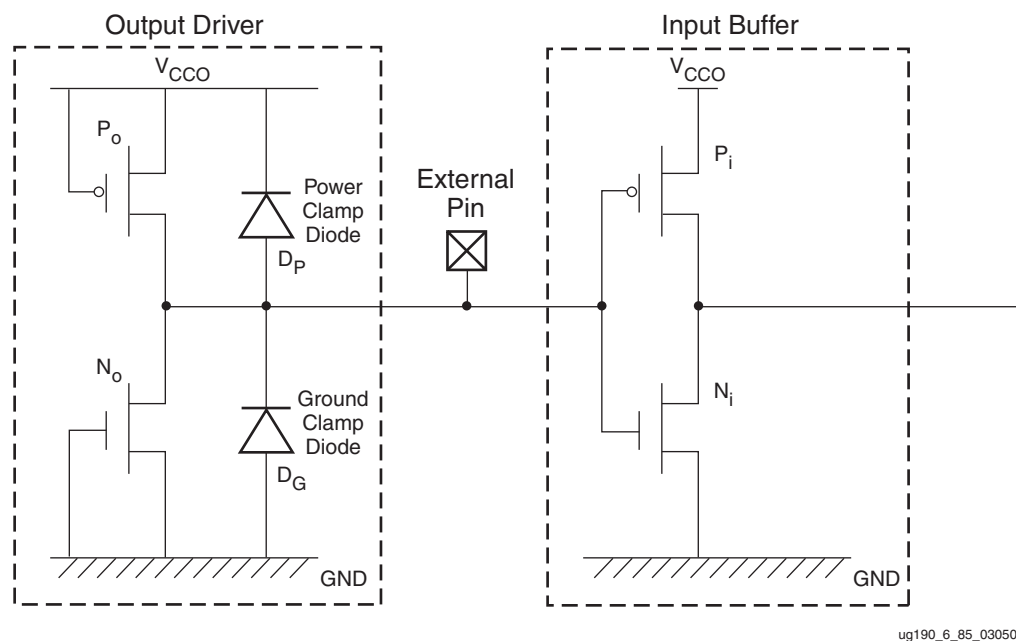 Output Driver
Input Buffer
VCCO
VCCO
Po
Pi
Power
Clamp
Diode
DP
External
Pin
No
Ni
Ground
Clamp
Diode
DG
GND
GND
ug190_6_85_03050